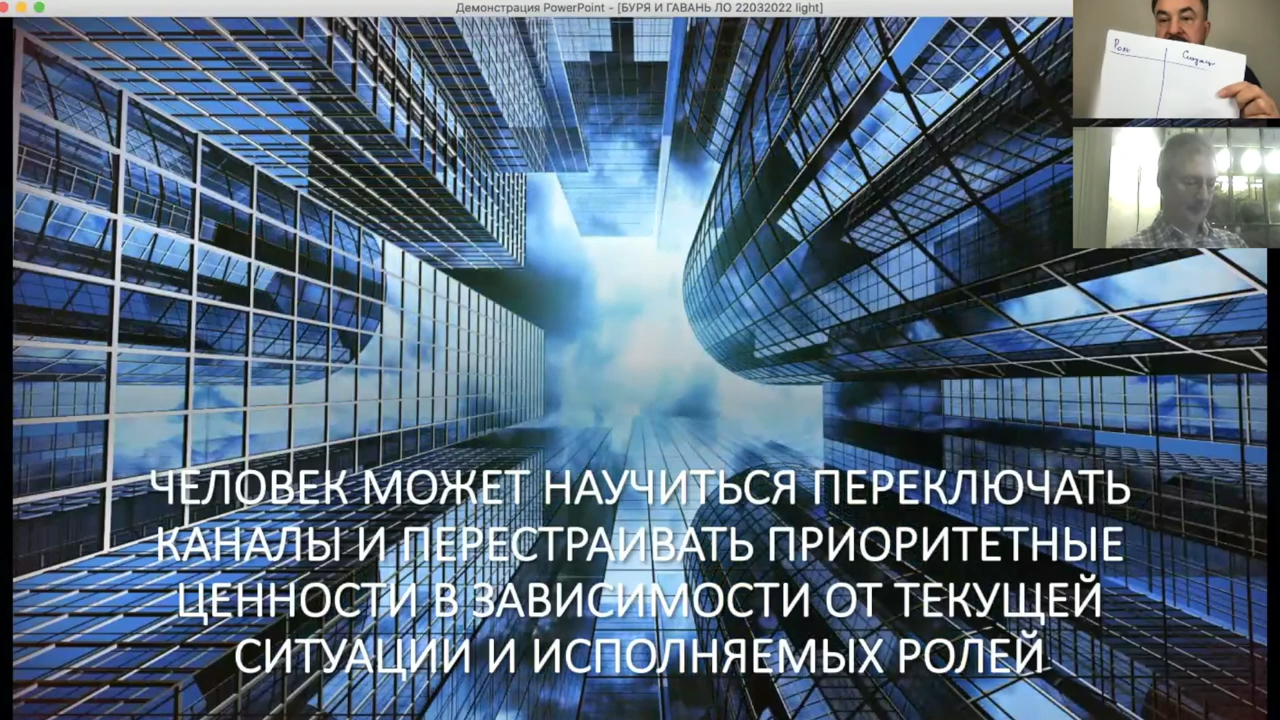 Демонстрация PowerPoint - [БУРЯ И ГАВАНЬ ЛО 22032022 light]
Роль
ЧЕЛОВЕК МОЖЕТ НАУЧИТЬСЯ ПЕРЕКЛЮЧАТЬ
КАНАЛЫ И ПЕРЕСТРАИВАТЬ ПРИОРИТЕТНЫЕ
ЦЕННОСТИ В ЗАВИСИМОСТИ ОТ ТЕКУЩЕЙ
СИТУАЦИИ И ИСПОЛНЯЕМЫХ РОЛЕЙ